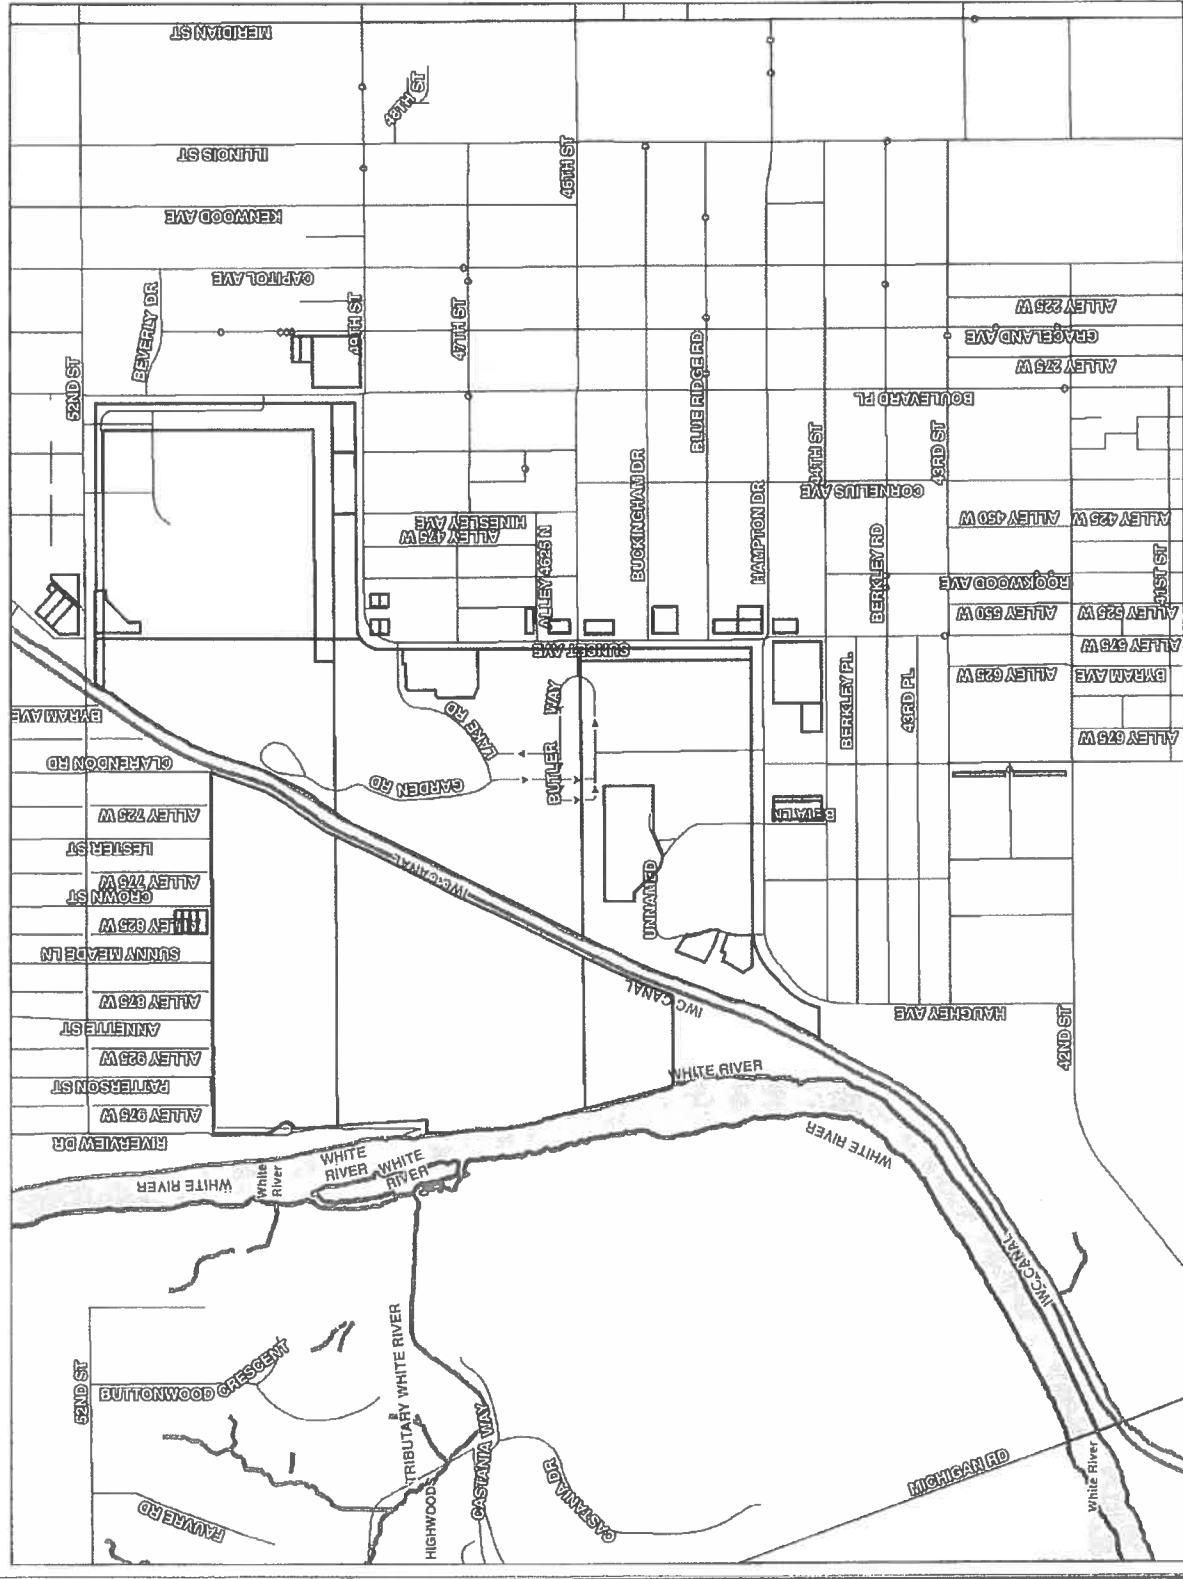 MERIDIAN ST
48TH ST
ILLINOIS ST
46TH ST
KENWOOD AVE
CAPITOL AVE
BEVERLY DR
49TH ST
47TH ST
ALLEY 225 W
GRACELAND AVE
ALLEY 275 W
52ND ST
BLUE RIDGE RD
BOULEVARD PL
BUCKINGHAM DR
44TH ST
43RD ST
CORNELIUS AVE
HAMPTON DR
HINESLEY AVE
ALLEY 475 W
ALLEY 4625 N
ALLEY 450 W
ALLEY 425 W
BERKLEY RD
41ST ST
ROCKWOOD AVE
ALLEY 550 W
ALLEY 525 W
SUNSET AVE
ALLEY 575 W
ALLEY 625 W
BYRAM AVE
BERKLEY PL
43RD PL
BYRAM AVE
LAKE RD
BUTLER WAY
ALLEY 675 W
CLARENDON RD
GARDEN RD
ALLEY 725 W
BETA LN
LESTER ST
ALLEY 775 W
IWC CANAL
CROWN ST
ALLEY 825 W
UNNAMED
SUNNY MEADE LN
ALLEY 875 W
IWC CANAL
HAUGHEY AVE
ANNETTE ST
42ND ST
ALLEY 925 W
WHITE RIVER
PATTERSON ST
ALLEY 975 W
RIVERVIEW DR
WHITE RIVER
WHITE
RIVER
WHITE
RIVER
White
River
WHITE RIVER
IWC CANAL
52ND ST
BUTTONWOOD CRESCENT
TRIBUTARY WHITE RIVER
CASTANIA WAY
HIGHWOODS
CASTANIA DR
FAUVRE RD
MICHIGAN RD
White River